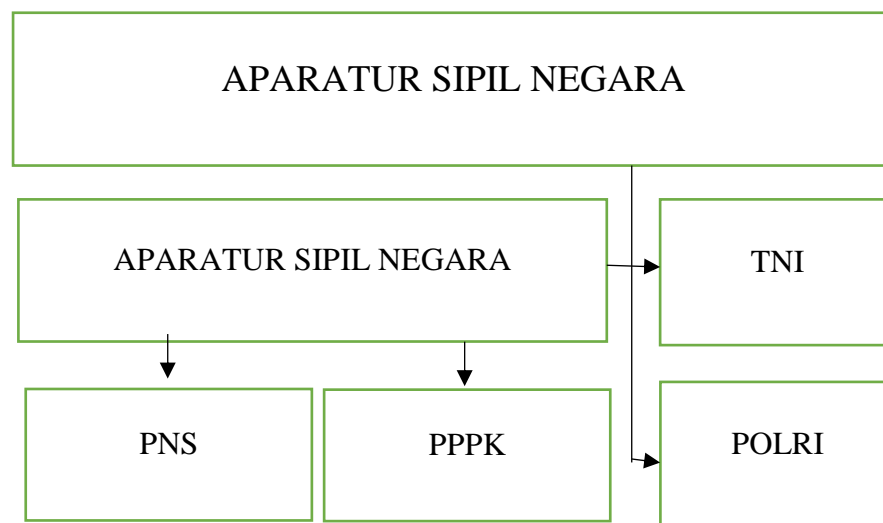 APARATUR SIPIL NEGARA
APARATUR SIPIL NEGARA
TNI
PNS
PPPK
POLRI